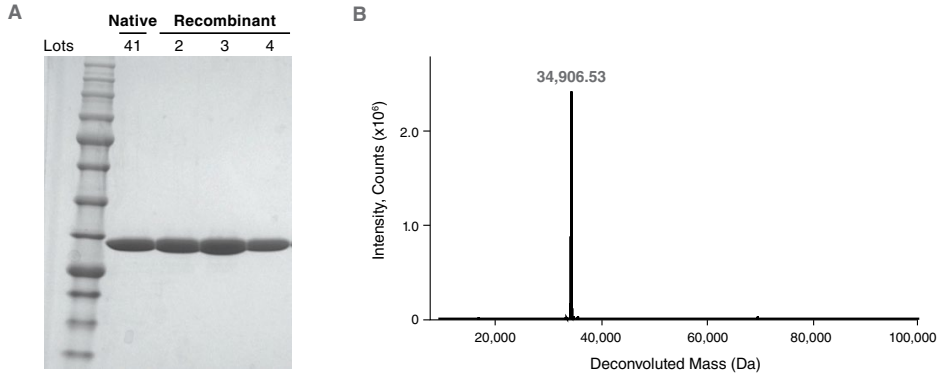 A
Native Recombinant
Lots 41 2 3 4
B
34,906.53
Intensity, Counts (x10⁶)
2.0
1.0
0
20,000 40,000 60,000 80,000 100,000
Deconvoluted Mass (Da)